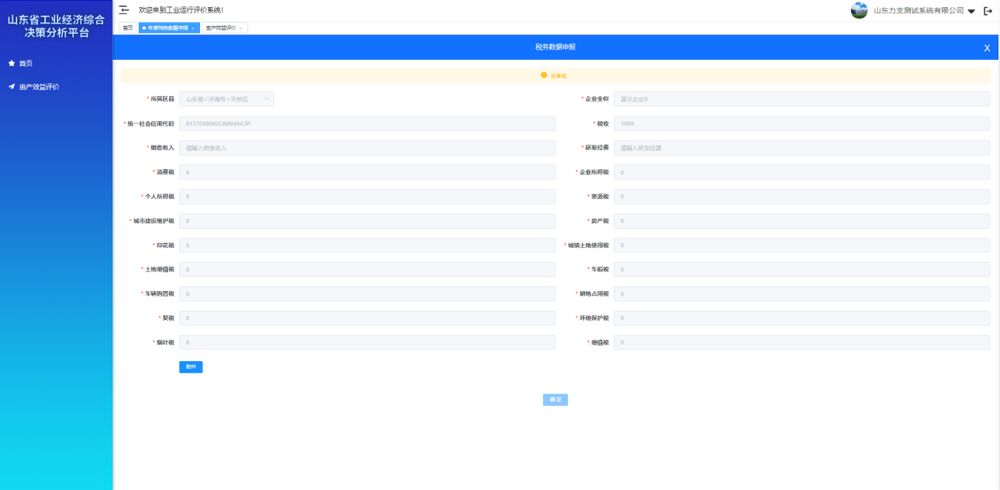 山东省工业经济综合
决策分析平台
首页
亩产效益评价
欢迎来到工业运行评价系统!
山东力支测试系统有限公司
首页
年度税务数据申报 ×
亩产效益评价 ×
税务数据申报
X
* 所属区县 山东省 / 济南市 / 天桥区
* 企业全称 演示企业5
* 统一社会信用代码 91370900MA3NM49A3P
* 税收 1909
* 销售收入 请输入销售收入
* 研发经费 请输入研发经费
* 消费税 0
* 企业所得税 0
* 个人所得税 0
* 资源税 0
* 城市建设维护税 0
* 房产税 0
* 印花税 0
* 城镇土地使用税 0
* 土地增值税 0
* 车船税 0
* 车辆购置税 0
* 耕地占用税 0
* 契税 0
* 环境保护税 0
* 烟叶税 0
* 增值税 0
附件
确 定